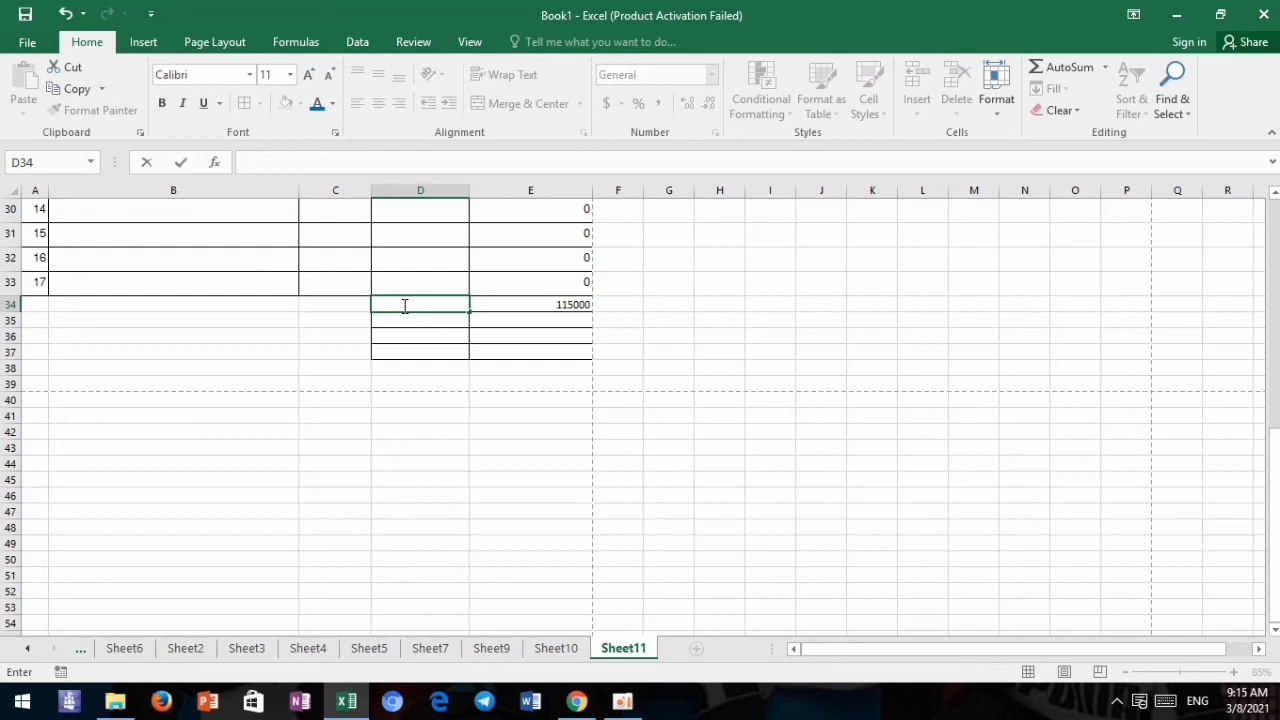 Book1 - Excel (Product Activation Failed)
File Home Insert Page Layout Formulas Data Review View Tell me what you want to do... Sign in Share
Paste Cut Copy Format Painter Clipboard
Calibri 11 A A B I U A Font
Wrap Text Merge & Center Alignment
General $ % , Number
Conditional Formatting Format as Table Cell Styles Styles
Insert Delete Format Cells
AutoSum Fill Clear Sort & Filter Find & Select Editing
D34 fx
A B C D E F G H I J K L M N O P Q R
30 14 0
31 15 0
32 16 0
33 17 0
34 115000
35
36
37
38
39
40
41
42
43
44
45
46
47
48
49
50
51
52
53
54
... Sheet6 Sheet2 Sheet3 Sheet4 Sheet5 Sheet7 Sheet9 Sheet10 Sheet11
Enter 85%
ENG 9:15 AM
3/8/2021